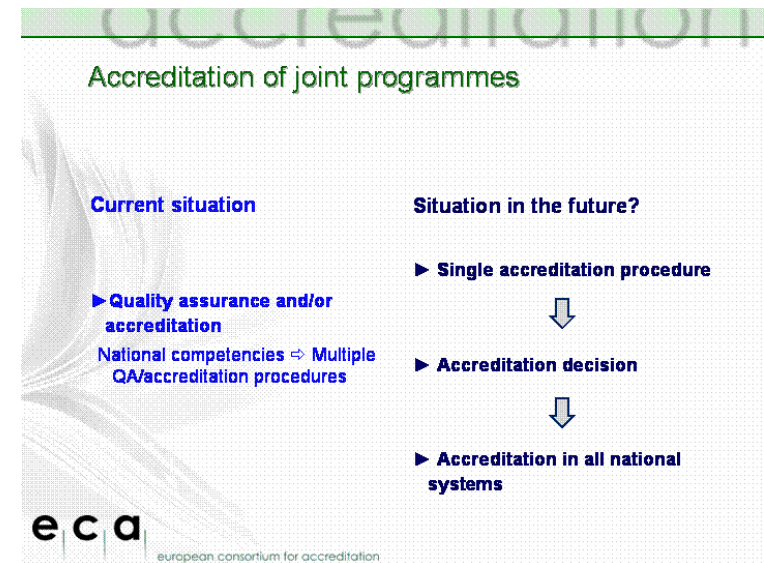 accreditation
Accreditation of joint programmes
Current situation
►Quality assurance and/or
accreditation
National competencies ⇨ Multiple
QA/accreditation procedures
Situation in the future?
► Single accreditation procedure
► Accreditation decision
► Accreditation in all national
systems
e c a
european consortium for accreditation